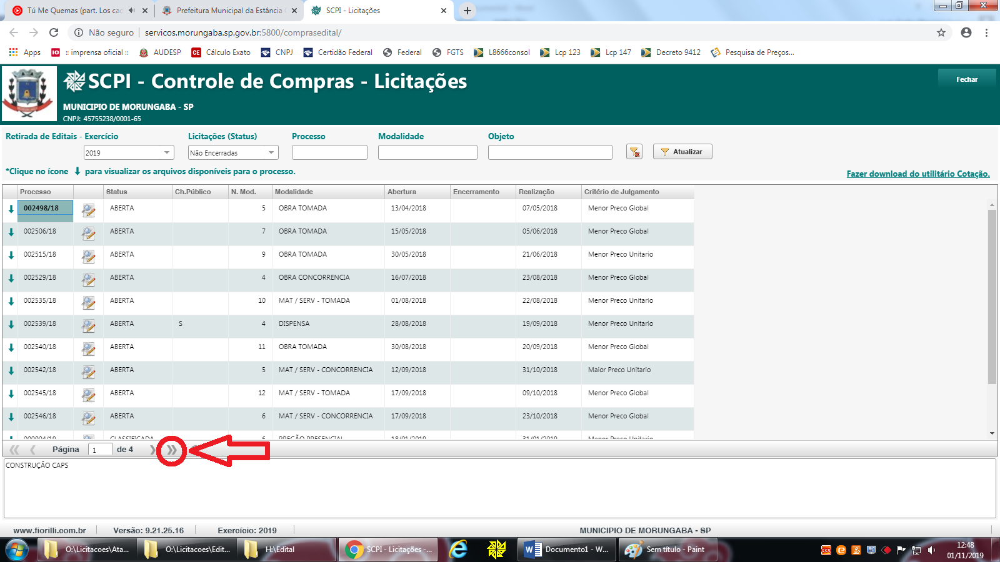 Tú Me Quemas (part. Los cad
Prefeitura Municipal da Estância
SCPI - Licitações
Não seguro
servicos.morungaba.sp.gov.br:5800/comprasedital/
Apps
:: imprensa oficial ::
AUDESP
Cálculo Exato
CNPJ
Certidão Federal
Federal
FGTS
L8666consol
Lcp 123
Lcp 147
Decreto 9412
Pesquisa de Preços...
SCPI - Controle de Compras - Licitações
Fechar
MUNICIPIO DE MORUNGABA - SP
CNPJ: 45755238/0001-65
Retirada de Editais - Exercício Licitações (Status) Processo Modalidade Objeto
2019 Não Encerradas Atualizar
*Clique no ícone para visualizar os arquivos disponíveis para o processo.
Fazer download do utilitário Cotação.
Processo Status Ch.Público N. Mod. Modalidade Abertura Encerramento Realização Critério de Julgamento
002498/18 ABERTA 5 OBRA TOMADA 13/04/2018 07/05/2018 Menor Preco Global
002506/18 ABERTA 7 OBRA TOMADA 15/05/2018 05/06/2018 Menor Preco Global
002515/18 ABERTA 9 OBRA TOMADA 30/05/2018 21/06/2018 Menor Preco Unitario
002529/18 ABERTA 4 OBRA CONCORRENCIA 16/07/2018 23/08/2018 Menor Preco Global
002535/18 ABERTA 10 MAT / SERV - TOMADA 01/08/2018 22/08/2018 Menor Preco Unitario
002539/18 ABERTA S 4 DISPENSA 28/08/2018 19/09/2018 Menor Preco Unitario
002540/18 ABERTA 11 OBRA TOMADA 30/08/2018 20/09/2018 Menor Preco Global
002542/18 ABERTA 5 MAT / SERV - CONCORRENCIA 12/09/2018 31/10/2018 Maior Preco Unitario
002545/18 ABERTA 12 MAT / SERV - TOMADA 17/09/2018 09/10/2018 Menor Preco Global
002546/18 ABERTA 6 MAT / SERV - CONCORRENCIA 17/09/2018 23/10/2018 Menor Preco Global
000004/19 CLASSIFICADA 6 PREGÃO PRESENCIAL 18/01/2019 31/01/2019 Menor Preco Unitario
Página 1 de 4
CONSTRUÇÃO CAPS
www.fiorilli.com.br Versão: 9.21.25.16 Exercício: 2019 MUNICIPIO DE MORUNGABA - SP
O:\Licitacoes\Ata...
O:\Licitacoes\Edit...
H:\Edital
SCPI - Licitações -...
Documento1 - W...
Sem título - Paint
12:48
01/11/2019